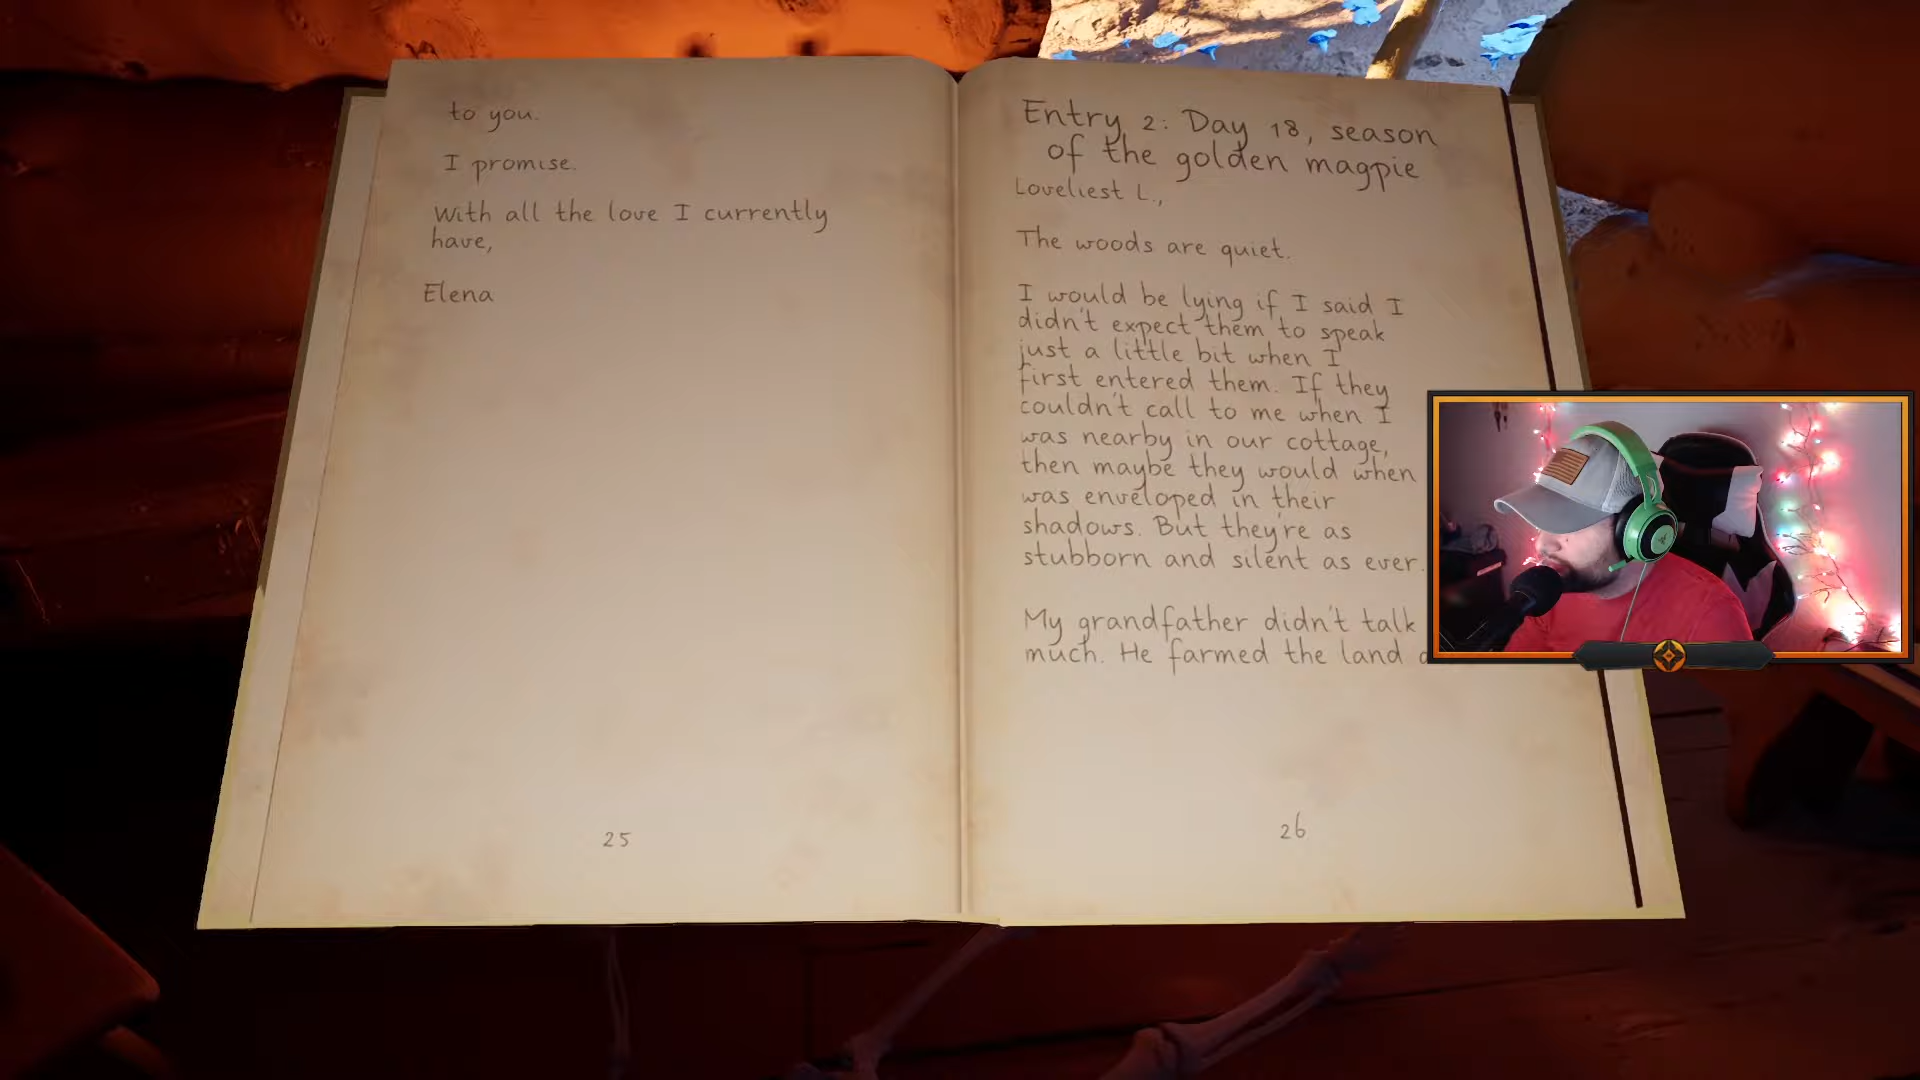 to you.
I promise.
With all the love I currently
have,
Elena
25
Entry 2: Day 18, season
of the golden magpie
Loveliest L.,
The woods are quiet.
I would be lying if I said I
didn't expect them to speak
just a little bit when I
first entered them. If they
couldn't call to me when I
was nearby in our cottage,
then maybe they would when
was enveloped in their
shadows. But they're as
stubborn and silent as ever.
My grandfather didn't talk
much. He farmed the land
26